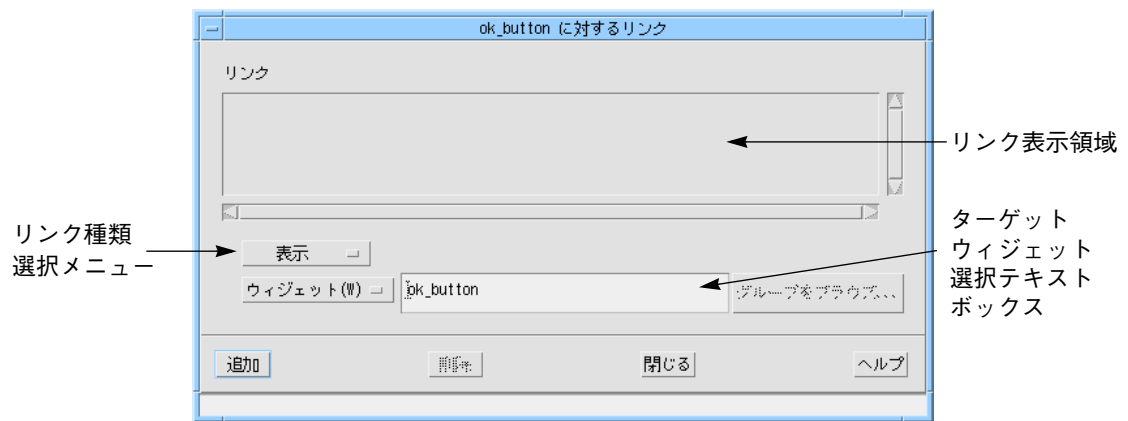 ok_button に対するリンク
リンク
リンク表示領域
リンク種類
選択メニュー
表示
ターゲット
ウィジェット
選択テキスト
ボックス
ウィジェット(W)
ok_button
グループをブラウズ...
追加
削除
閉じる
ヘルプ